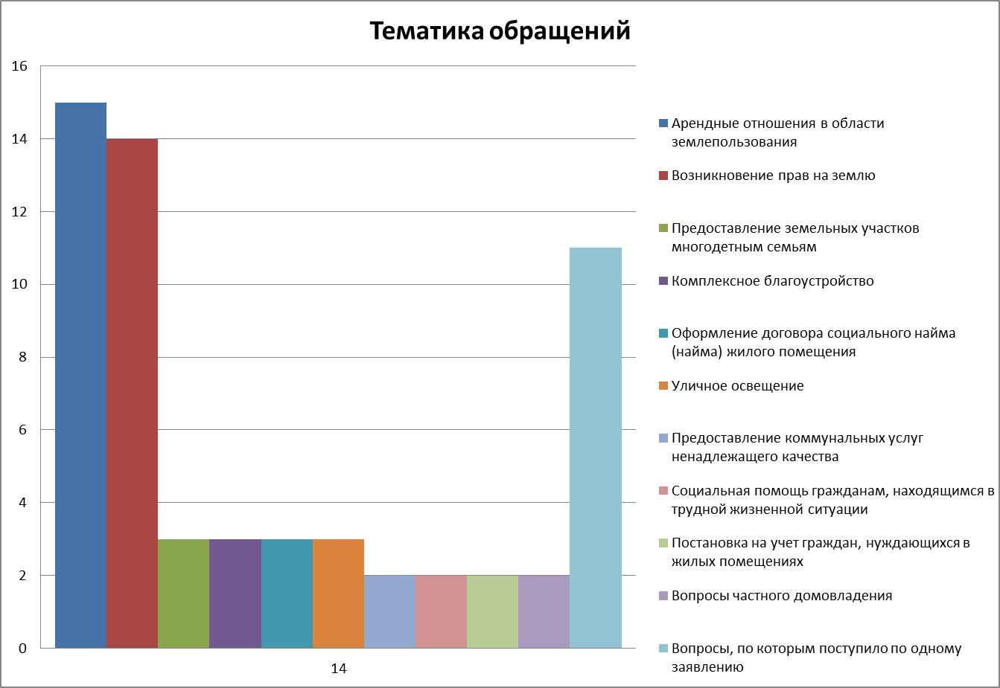 Тематика обращений
16
14
12
10
8
6
4
2
0
14
Арендные отношения в области
землепользования
Возникновение прав на землю
Предоставление земельных участков
многодетным семьям
Комплексное благоустройство
Оформление договора социального найма
(найма) жилого помещения
Уличное освещение
Предоставление коммунальных услуг
ненадлежащего качества
Социальная помощь гражданам, находящимся в
трудной жизненной ситуации
Постановка на учет граждан, нуждающихся в
жилых помещениях
Вопросы частного домовладения
Вопросы, по которым поступило по одному
заявлению